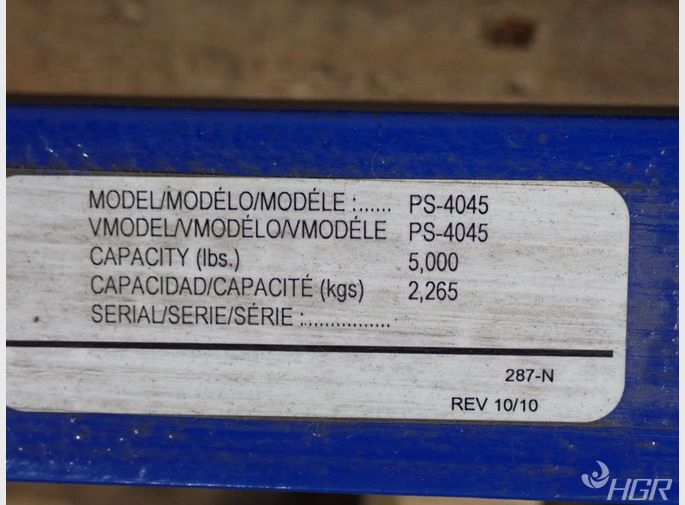 MODEL/MODÉLO/MODÉLE :...... PS-4045
VMODEL/VMODÉLO/VMODÉLE PS-4045
CAPACITY (lbs.) 5,000
CAPACIDAD/CAPACITÉ (kgs) 2,265
SERIAL/SERIE/SÉRIE :................
287-N
REV 10/10
HGR